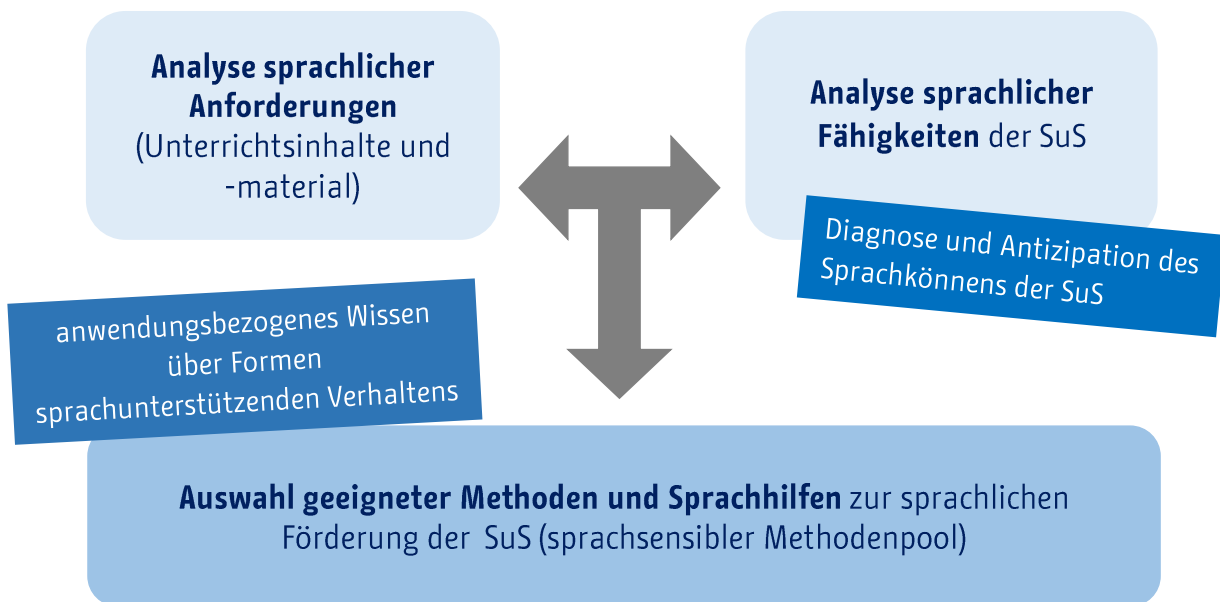 Analyse sprachlicher
Anforderungen
(Unterrichtsinhalte und
-material)
Analyse sprachlicher
Fähigkeiten der SuS
Diagnose und Antizipation des
Sprachkönnens der SuS
anwendungsbezogenes Wissen
über Formen
sprachunterstützenden Verhaltens
Auswahl geeigneter Methoden und Sprachhilfen zur sprachlichen
Förderung der SuS (sprachsensibler Methodenpool)